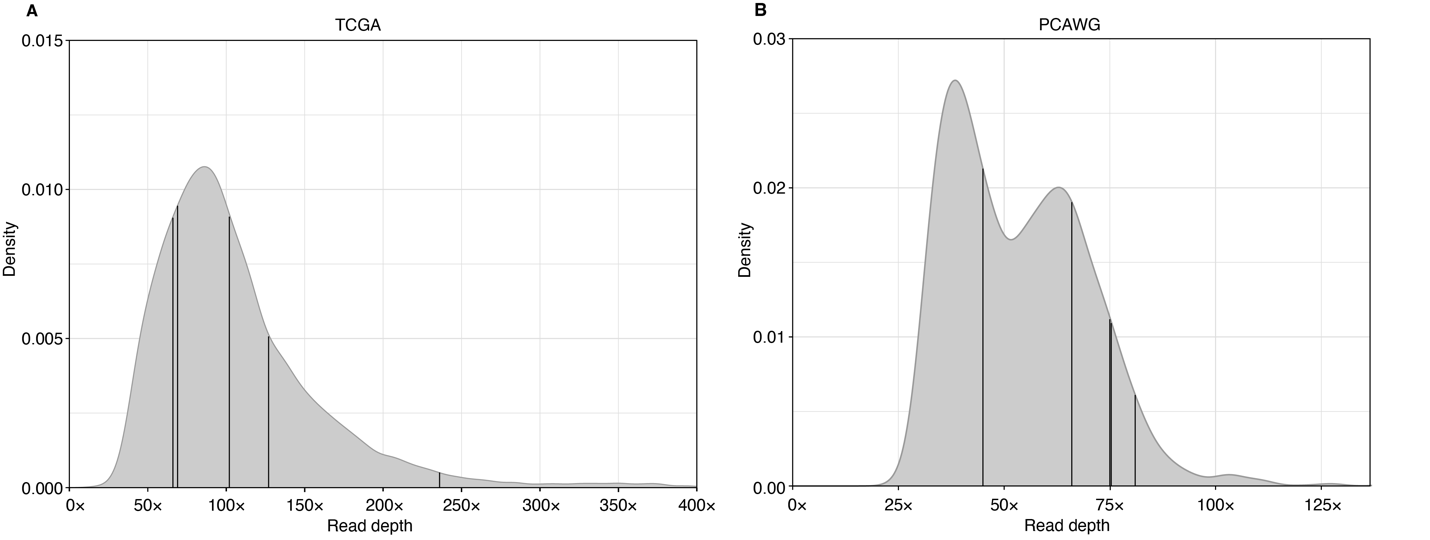 A
TCGA
0.015
0.010
0.005
0.000
Density
0× 50× 100× 150× 200× 250× 300× 350× 400×
Read depth
B
PCAWG
0.03
0.02
0.01
0.00
Density
0× 25× 50× 75× 100× 125×
Read depth